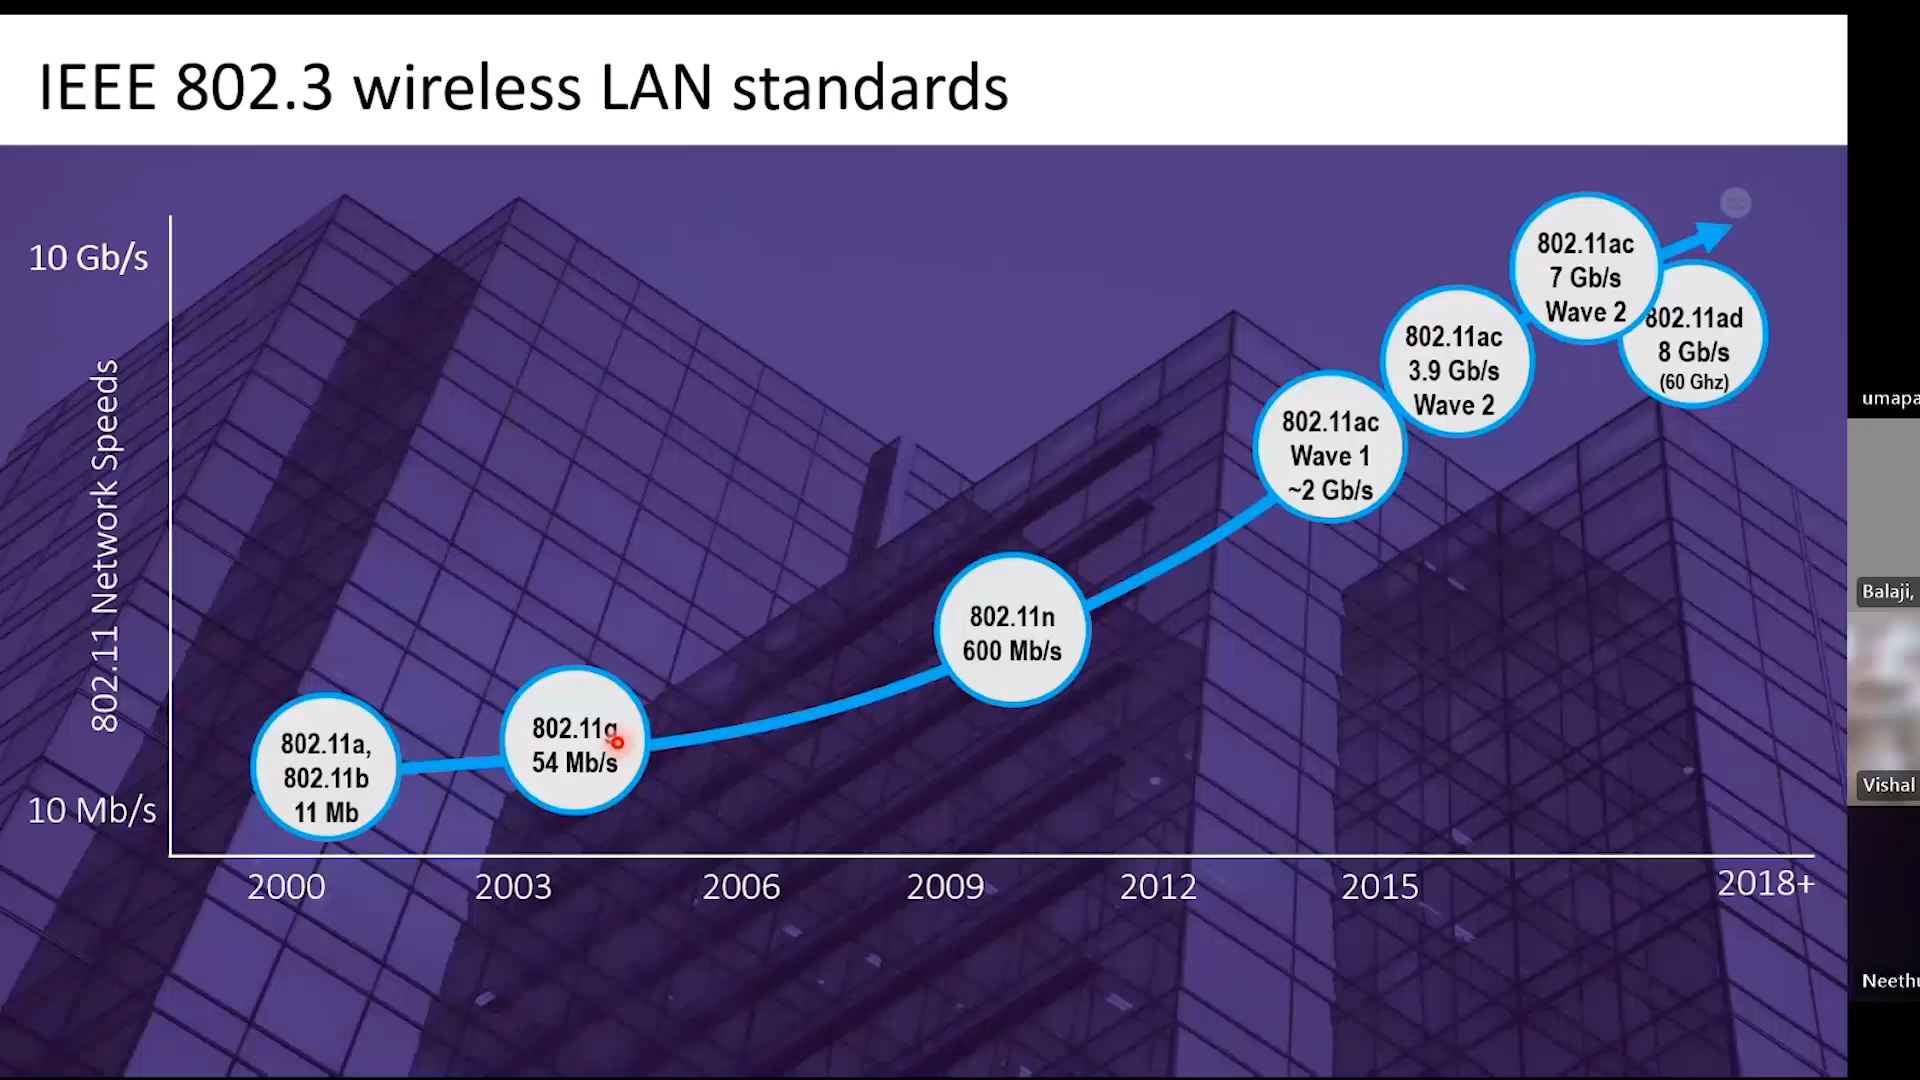 IEEE 802.3 wireless LAN standards
10 Gb/s
802.11 Network Speeds
10 Mb/s
802.11a,
802.11b
11 Mb
802.11g
54 Mb/s
802.11n
600 Mb/s
802.11ac
Wave 1
~2 Gb/s
802.11ac
3.9 Gb/s
Wave 2
802.11ac
7 Gb/s
Wave 2
802.11ad
8 Gb/s
(60 Ghz)
2000
2003
2006
2009
2012
2015
2018+
umapa
Balaji,
Vishal
Neethu